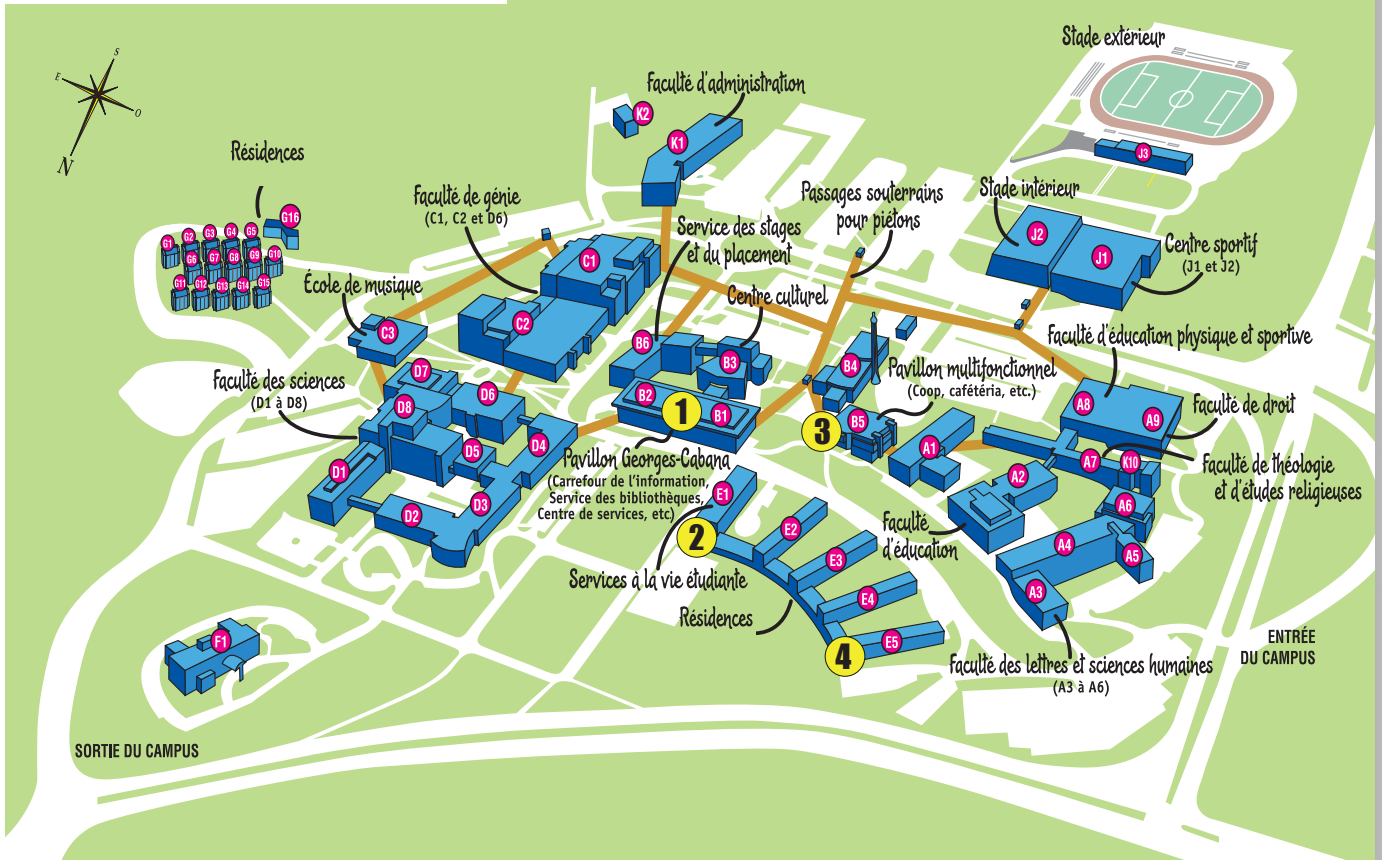 Stade extérieur
S
E
O
N
K2
Faculté d'administration
K1
J3
Résidences
G16
Faculté de génie
(C1, C2 et D6)
Service des stages
et du placement
Passages souterrains
pour piétons
Stade intérieur
J2
J1
Centre sportif
(J1 et J2)
G1
G2
G3
G4
G5
G6
G7
G8
G9
G10
G11
G12
G13
G14
G15
École de musique
C3
C1
C2
Centre culturel
B6
B3
B4
Faculté d'éducation physique et sportive
Pavillon multifonctionnel
(Coop, cafétéria, etc.)
Faculté des sciences
(D1 à D8)
D7
D6
D8
B2
B1
1
3
B5
A8
A9
Faculté de droit
D1
D5
D4
A1
A7
K10
Faculté de théologie
et d'études religieuses
Pavillon Georges-Cabana
(Carrefour de l'information,
Service des bibliothèques,
Centre de services, etc)
D2
D3
E1
A2
A6
2
E2
Faculté
d'éducation
A4
A5
E3
Services à la vie étudiante
A3
E4
Résidences
F1
E5
4
ENTRÉE
DU CAMPUS
Faculté des lettres et sciences humaines
(A3 à A6)
SORTIE DU CAMPUS